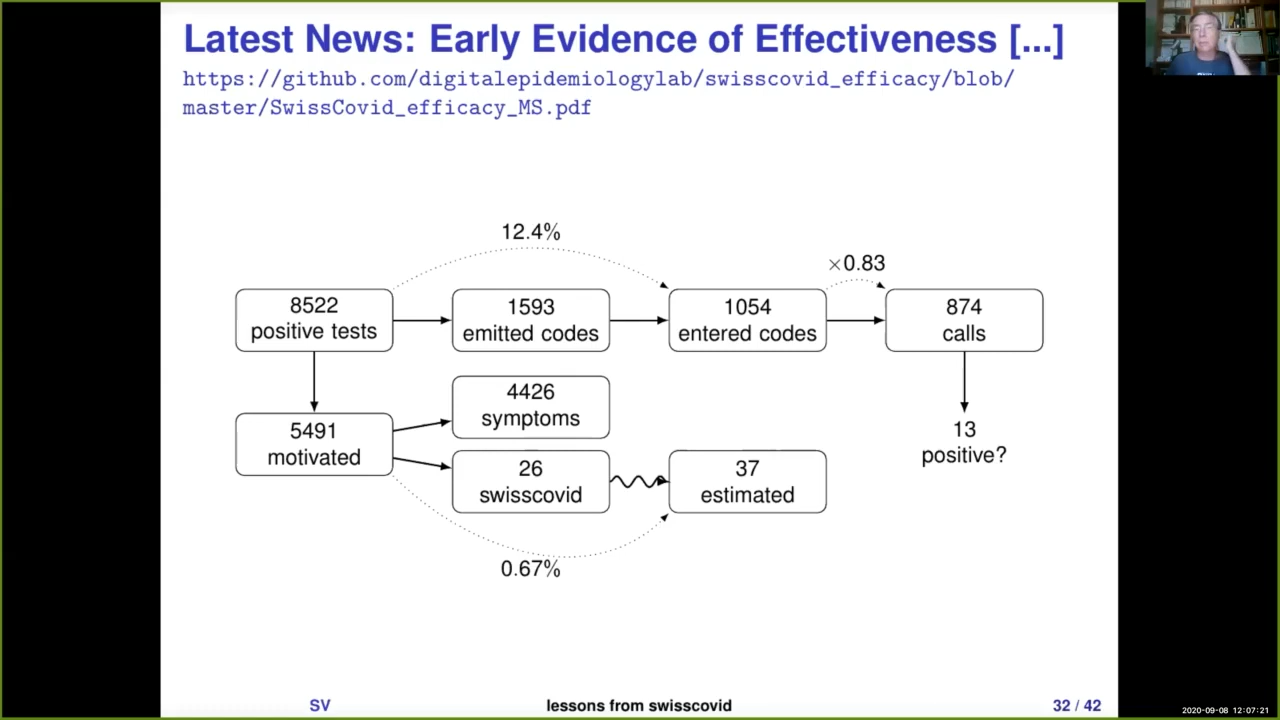 Latest News: Early Evidence of Effectiveness [...]
https://github.com/digitalepidemiologylab/swisscovid_efficacy/blob/
master/SwissCovid_efficacy_MS.pdf
12.4%
×0.83
8522
positive tests
1593
emitted codes
1054
entered codes
874
calls
4426
symptoms
5491
motivated
13
positive?
26
swisscovid
37
estimated
0.67%
SV
lessons from swisscovid
32 / 42
2020-09-08 12:07:21